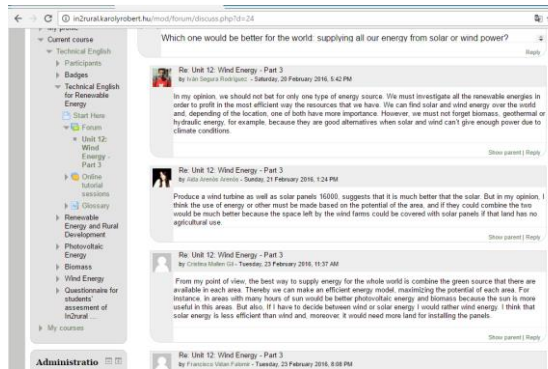 in2rural.karolyrobert.hu/mod/forum/discuss.php?d=24
Current course
Technical English
Participants
Badges
Technical English
for Renewable
Energy
Start Here
Forum
Unit 12:
Wind
Energy -
Part 3
Online
tutorial
sessions
Glossary
Renewable
Energy and Rural
Development
Photovoltaic
Energy
Biomass
Wind Energy
Questionnaire for
students'
assesment of
In2rural ...
My courses
Administratio
Which one would be better for the world: supplying all our energy from solar or wind power?
Reply
Re: Unit 12: Wind Energy - Part 3
by Iván Segura Rodríguez - Saturday, 20 February 2016, 5:42 PM
In my opinion, we should not bet for only one type of energy source. We must investigate all the renewable energies in
order to profit in the most efficient way the resources that we have. We can find solar and wind energy over the world
and, depending of the location, one of both have more importance. However, we must not forget biomass, geothermal or
hydraulic energy, for example, because they are good alternatives when solar and wind can't give enough power due to
climate conditions.
Show parent | Reply
Re: Unit 12: Wind Energy - Part 3
by Aida - Sunday, 21 February 2016, 1:24 PM
Produce a wind turbine as well as solar panels 16000, suggests that it is much better that the solar. But in my opinion, I
think the use of energy or other must be made based on the potential of the area, and if they could combine the two
would be much better because the space left by the wind farms could be covered with solar panels if that land has no
agricultural use.
Show parent | Reply
Re: Unit 12: Wind Energy - Part 3
by Cristina Mallen Gil - Tuesday, 23 February 2016, 11:37 AM
From my point of view, the best way to supply energy for the whole world is combine the green source that there are
available in each area. Thereby we can make an efficient energy model, maximizing the potential of each area. For
Instance, in areas with many hours of sun would be better photovoltaic energy and biomass because the sun is more
useful in this areas. But also. If I have to decide between wind or solar energy I would rather wind energy. I think that
solar energy is less efficient than wind and, moreover, it would need more land for installing the panels.
Show parent | Reply
Re: Unit 12: Wind Energy - Part 3
by Francisco Vidan Falomir - Tuesday, 23 February 2016, 8:08 PM